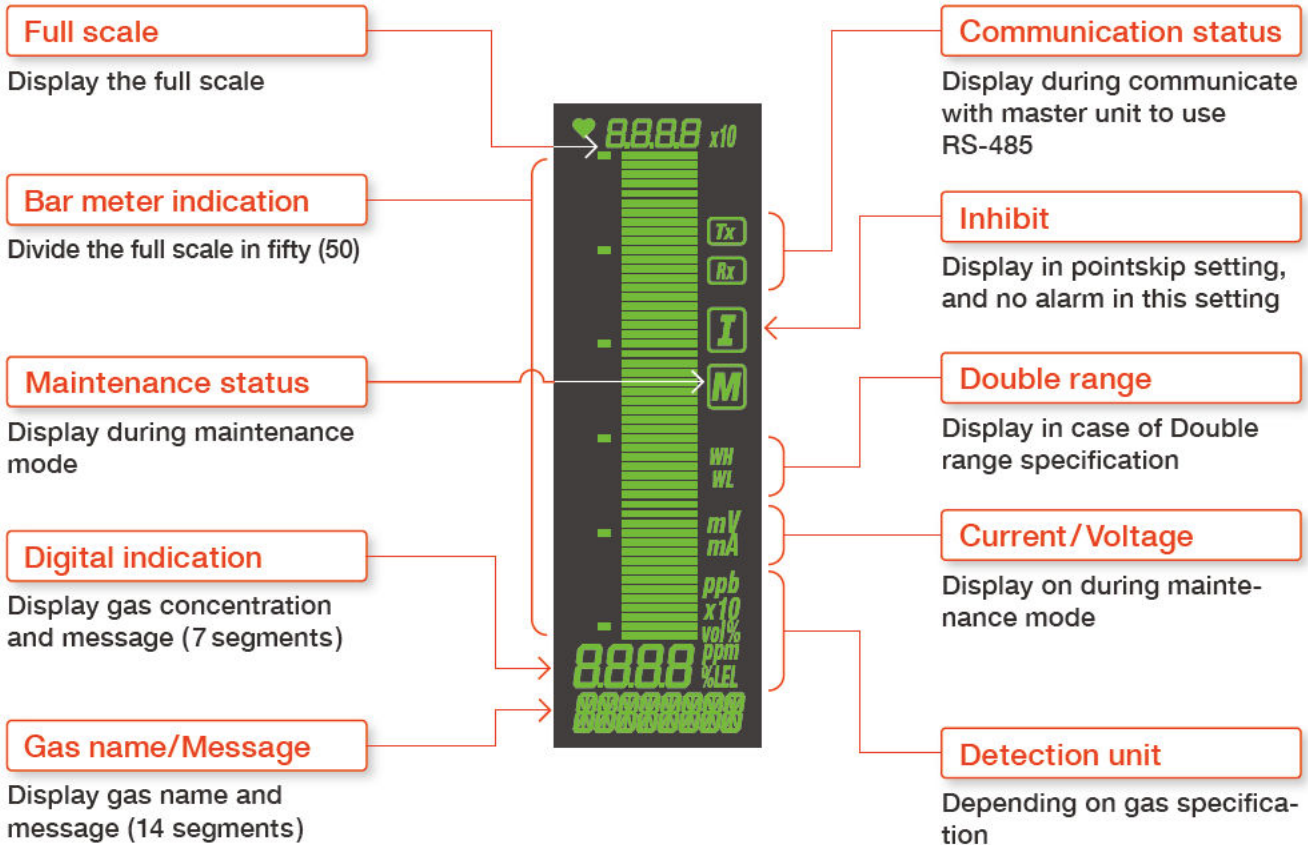 Full scale
Display the full scale
Bar meter indication
Divide the full scale in fifty (50)
Maintenance status
Display during maintenance
mode
Digital indication
Display gas concentration
and message (7 segments)
Gas name/Message
Display gas name and
message (14 segments)
8.8.8.8 x10
Tx
Rx
I
M
WH
WL
mV
mA
ppb
x10
vol%
ppm
8.8.8.8 %LEL
Communication status
Display during communicate
with master unit to use
RS-485
Inhibit
Display in pointskip setting,
and no alarm in this setting
Double range
Display in case of Double
range specification
Current/Voltage
Display on during mainte-
nance mode
Detection unit
Depending on gas specifica-
tion